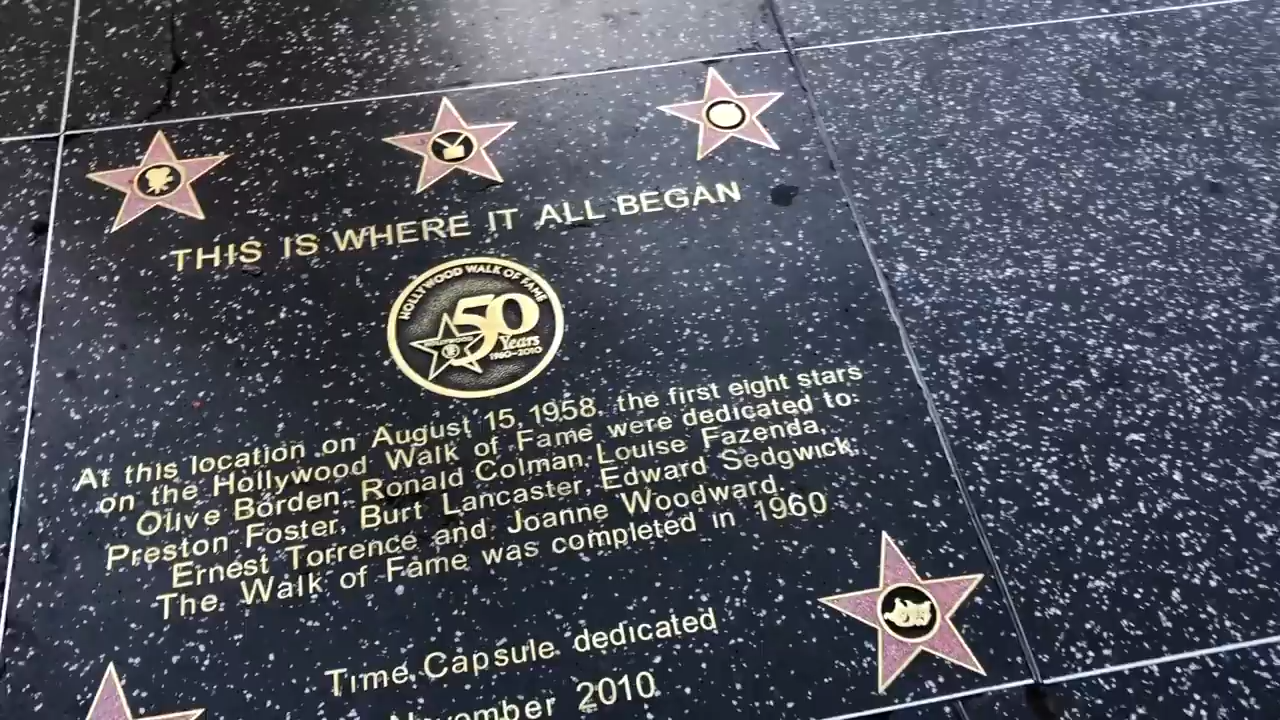 THIS IS WHERE IT ALL BEGAN
HOLLYWOOD WALK OF FAME
50
HOLLYWOOD
Years
1960-2010
At this location on August 15, 1958, the first eight stars
on the Hollywood Walk of Fame were dedicated to:
Olive Borden, Ronald Colman, Louise Fazenda,
Preston Foster, Burt Lancaster, Edward Sedgwick,
Ernest Torrence and Joanne Woodward.
The Walk of Fame was completed in 1960
Time Capsule dedicated
2010